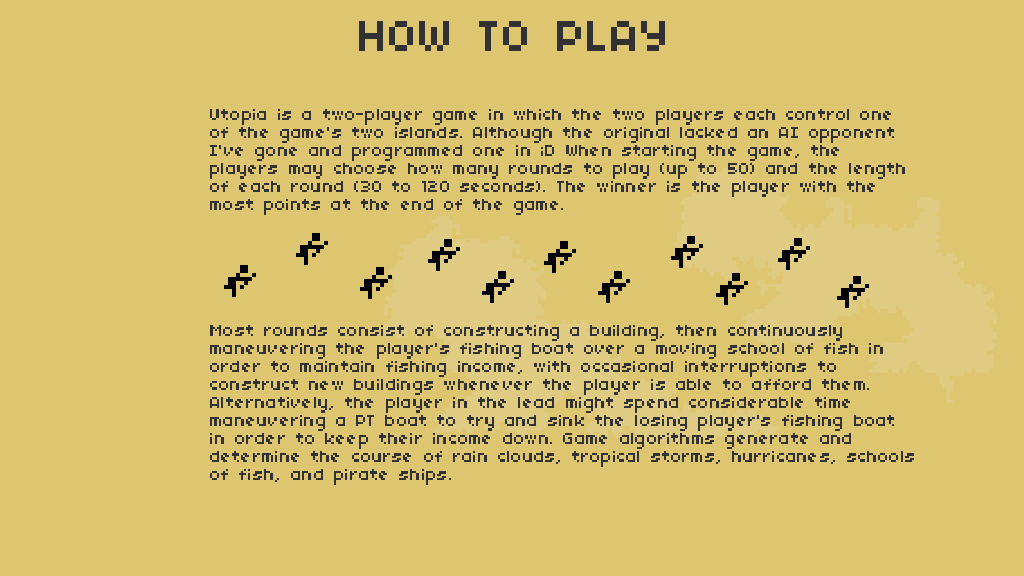 HOW TO PLAY
Utopia is a two-player game in which the two players each control one
of the game's two islands. Although the original lacked an AI opponent
I've gone and programmed one in ;D When starting the game, the
players may choose how many rounds to play (up to 50) and the length
of each round (30 to 120 seconds). The winner is the player with the
most points at the end of the game.
Most rounds consist of constructing a building, then continuously
maneuvering the player's fishing boat over a moving school of fish in
order to maintain fishing income, with occasional interruptions to
construct new buildings whenever the player is able to afford them.
Alternatively, the player in the lead might spend considerable time
maneuvering a PT boat to try and sink the losing player's fishing boat
in order to keep their income down. Game algorithms generate and
determine the course of rain clouds, tropical storms, hurricanes, schools
of fish, and pirate ships.